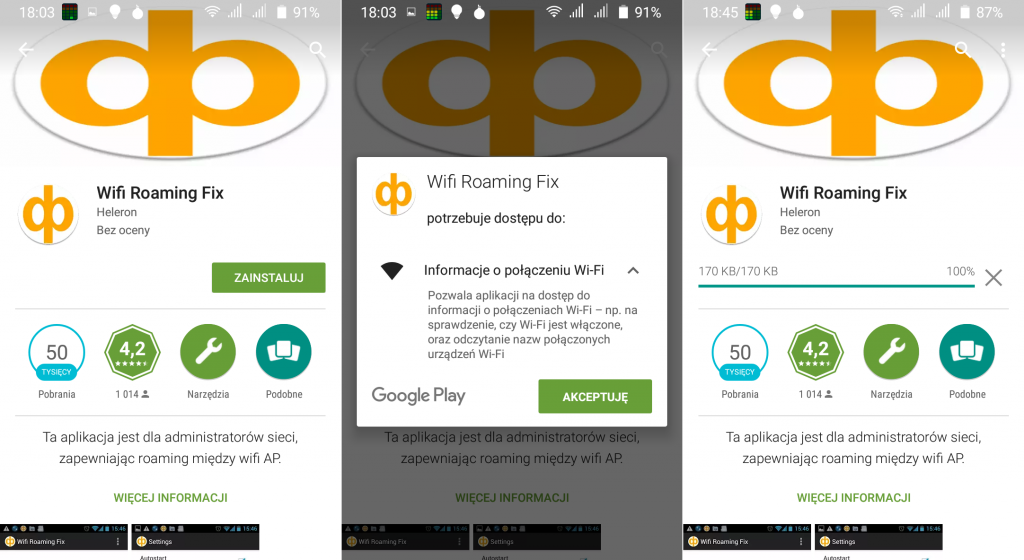 18:03
91%
Wifi Roaming Fix
Heleron
Bez oceny
ZAINSTALUJ
50
TYSIĘCY
4,2
Pobrania
1 014
Narzędzia
Podobne
Ta aplikacja jest dla administratorów sieci,
zapewniając roaming między wifi AP.
WIĘCEJ INFORMACJI
15:46
Wifi Roaming Fix
15:46
Settings
Autostart
18:03
91%
Wifi Roaming Fix
potrzebuje dostępu do:
Informacje o połączeniu Wi-Fi
Pozwala aplikacji na dostęp do
informacji o połączeniach Wi-Fi – np. na
sprawdzenie, czy Wi-Fi jest włączone,
oraz odczytanie nazw połączonych
urządzeń Wi-Fi
Google Play
AKCEPTUJĘ
Ta aplikacja jest dla administratorów sieci,
zapewniając roaming między wifi AP.
WIĘCEJ INFORMACJI
15:46
Wifi Roaming Fix
15:46
Settings
Autostart
18:45
87%
Wifi Roaming Fix
Heleron
Bez oceny
170 KB/170 KB
100%
50
TYSIĘCY
4,2
Pobrania
1 014
Narzędzia
Podobne
Ta aplikacja jest dla administratorów sieci,
zapewniając roaming między wifi AP.
WIĘCEJ INFORMACJI
15:46
Wifi Roaming Fix
15:46
Settings
Autostart